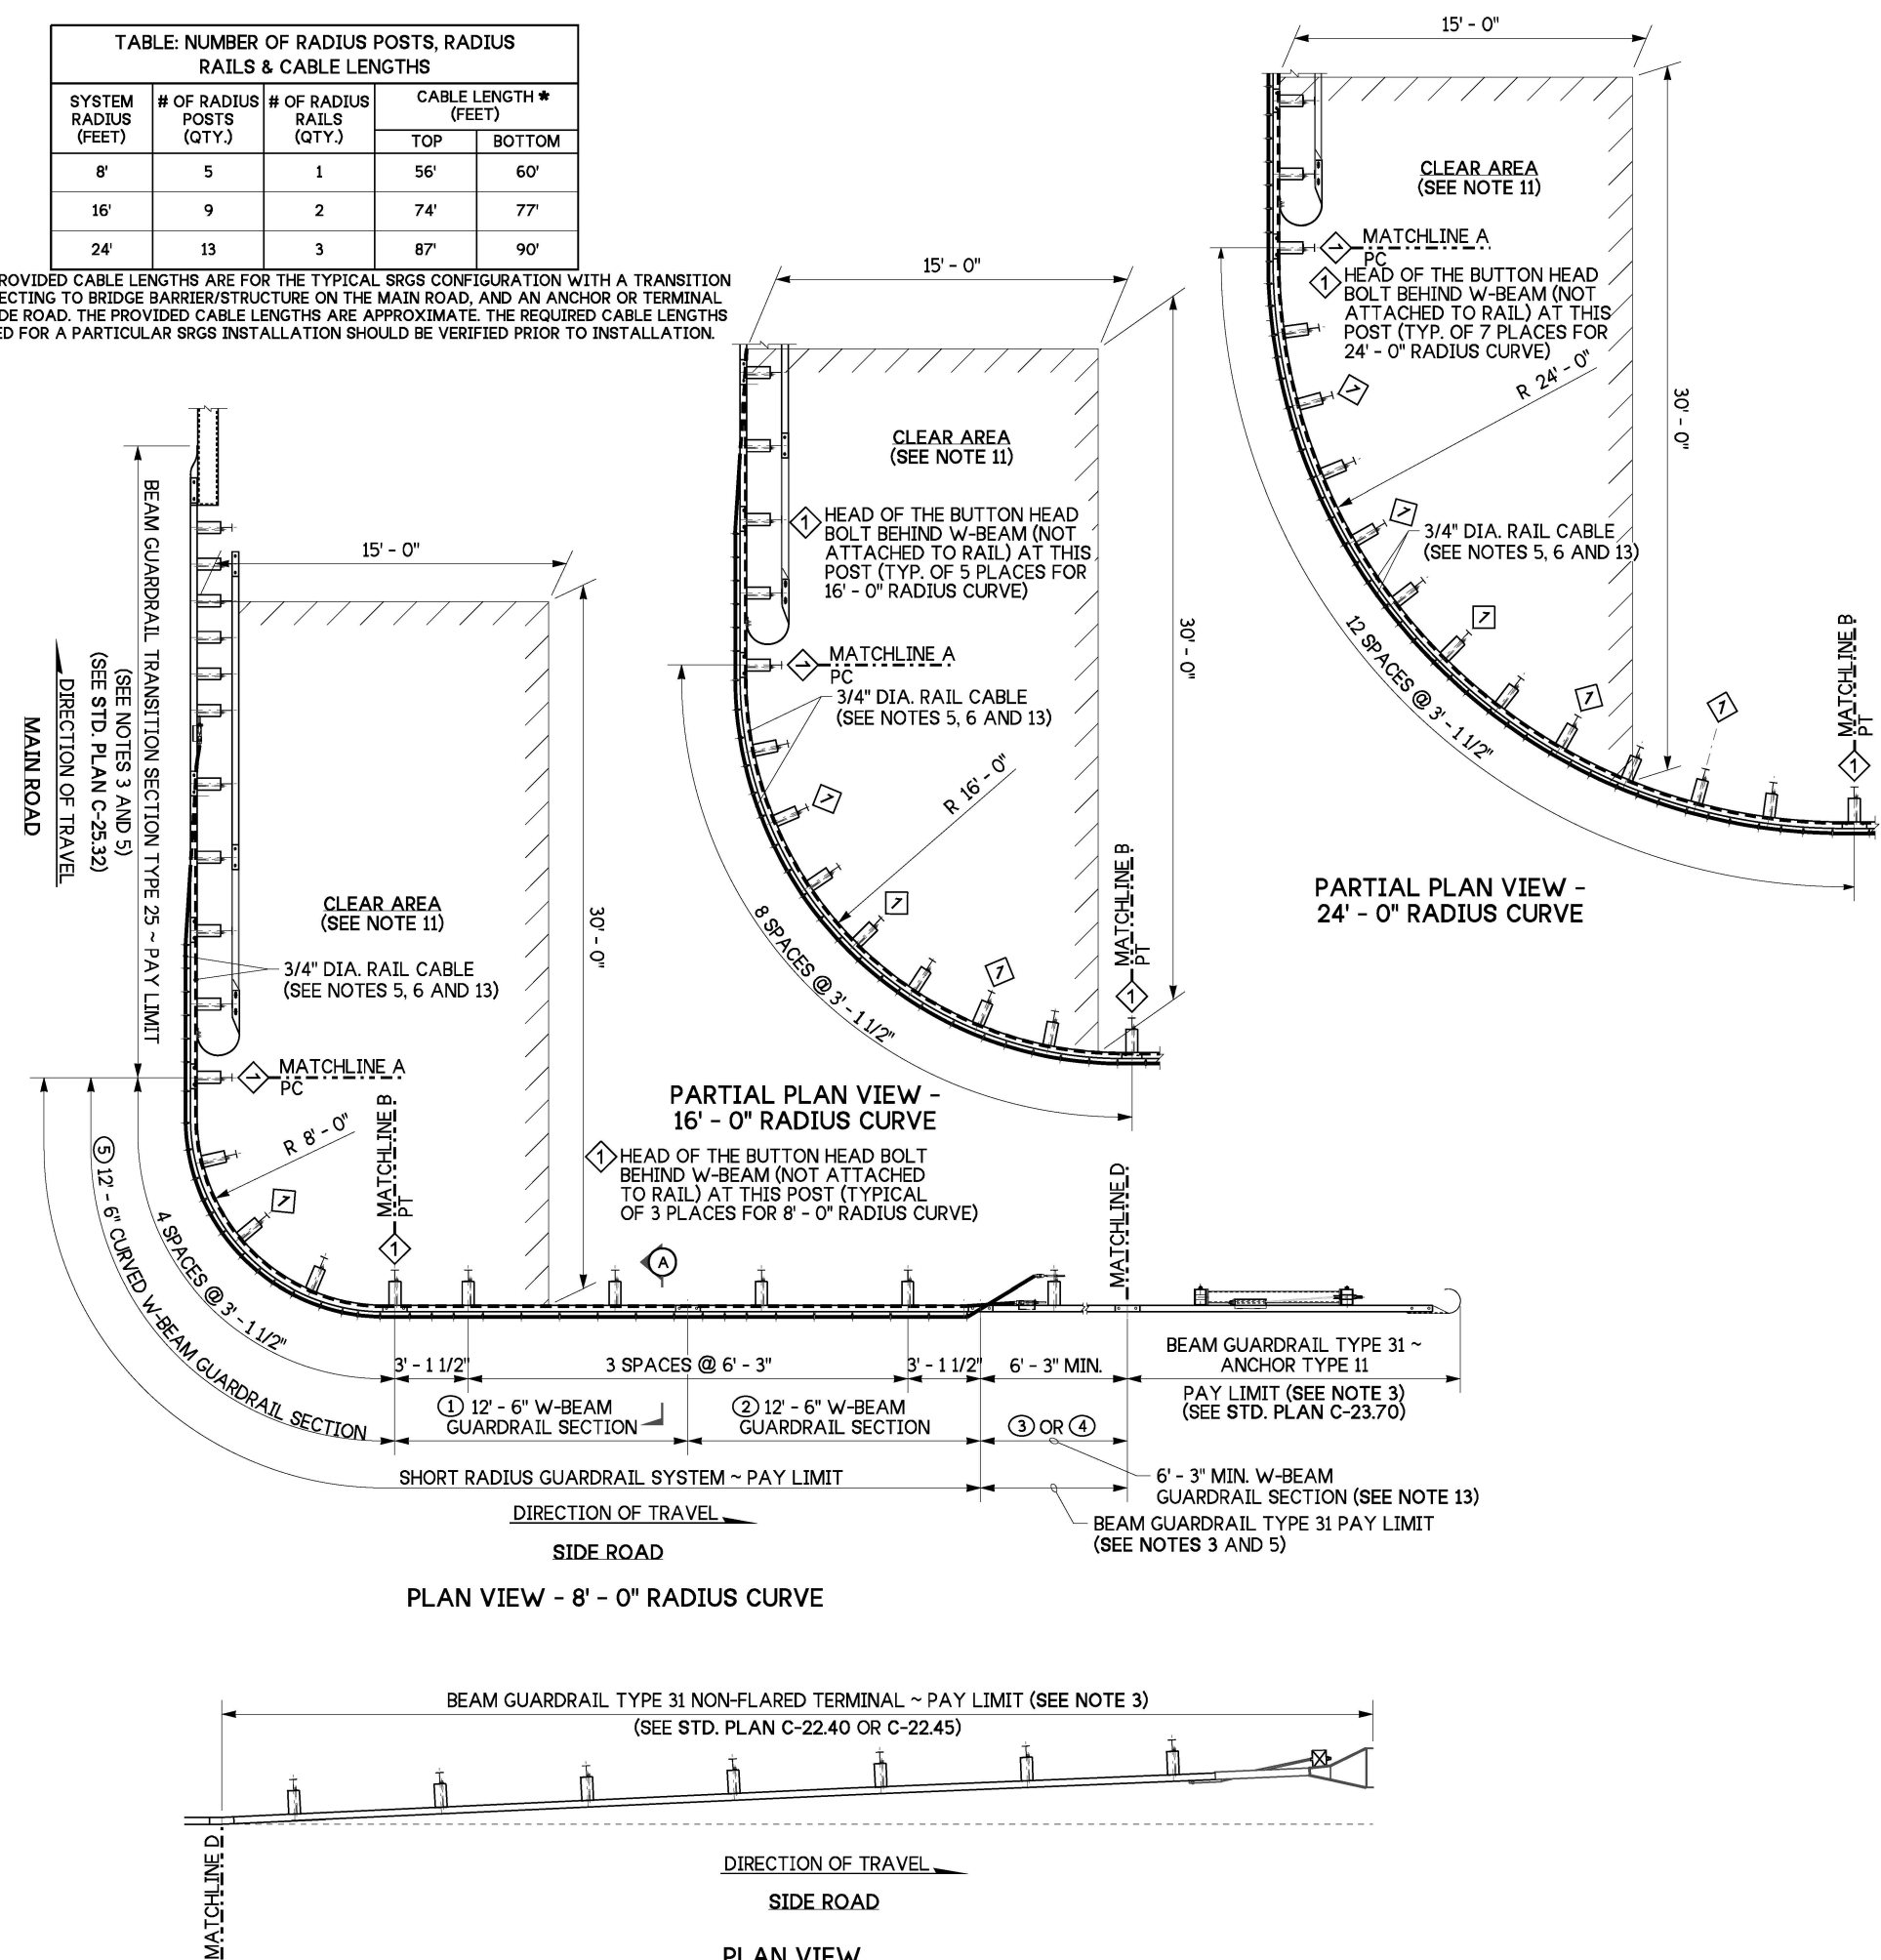 TABLE: NUMBER OF RADIUS POSTS, RADIUS
RAILS & CABLE LENGTHS
SYSTEM RADIUS (FEET)
# OF RADIUS POSTS (QTY.)
# OF RADIUS RAILS (QTY.)
CABLE LENGTH * (FEET)
TOP BOTTOM
8' 5 1 56' 60'
16' 9 2 74' 77'
24' 13 3 87' 90'
ROVIDED CABLE LENGTHS ARE FOR THE TYPICAL SRGS CONFIGURATION WITH A TRANSITION
ECTING TO BRIDGE BARRIER/STRUCTURE ON THE MAIN ROAD, AND AN ANCHOR OR TERMINAL
DE ROAD. THE PROVIDED CABLE LENGTHS ARE APPROXIMATE. THE REQUIRED CABLE LENGTHS
ED FOR A PARTICULAR SRGS INSTALLATION SHOULD BE VERIFIED PRIOR TO INSTALLATION.
15' - 0"
CLEAR AREA
(SEE NOTE 11)
1
MATCHLINE A
PC
1
HEAD OF THE BUTTON HEAD
BOLT BEHIND W-BEAM (NOT
ATTACHED TO RAIL) AT THIS
POST (TYP. OF 7 PLACES FOR
24' - 0" RADIUS CURVE)
R 24' - 0"
30' - 0"
1
1
3/4" DIA. RAIL CABLE
(SEE NOTES 5, 6 AND 13)
1
1
1
12 SPACES @ 3' - 1 1/2"
MATCHLINE B
PT
1
PARTIAL PLAN VIEW -
24' - 0" RADIUS CURVE
15' - 0"
CLEAR AREA
(SEE NOTE 11)
1
HEAD OF THE BUTTON HEAD
BOLT BEHIND W-BEAM (NOT
ATTACHED TO RAIL) AT THIS
POST (TYP. OF 5 PLACES FOR
16' - 0" RADIUS CURVE)
30' - 0"
1
MATCHLINE A
PC
3/4" DIA. RAIL CABLE
(SEE NOTES 5, 6 AND 13)
R 16' - 0"
1
1
1
8 SPACES @ 3' - 1 1/2"
MATCHLINE B
PT
1
PARTIAL PLAN VIEW -
16' - 0" RADIUS CURVE
15' - 0"
BEAM GUARDRAIL TRANSITION SECTION TYPE 25 ~ PAY LIMIT
(SEE NOTES 3 AND 5)
(SEE STD. PLAN C-25.32)
DIRECTION OF TRAVEL
MAIN ROAD
CLEAR AREA
(SEE NOTE 11)
3/4" DIA. RAIL CABLE
(SEE NOTES 5, 6 AND 13)
30' - 0"
1
MATCHLINE A
PC
R 8' - 0"
1
MATCHLINE B
PT
1
1
HEAD OF THE BUTTON HEAD BOLT
BEHIND W-BEAM (NOT ATTACHED
TO RAIL) AT THIS POST (TYPICAL
OF 3 PLACES FOR 8' - 0" RADIUS CURVE)
A
MATCHLINE D
4 SPACES @ 3' - 1 1/2"
5 12' - 6" CURVED W-BEAM GUARDRAIL SECTION
3' - 1 1/2"
3 SPACES @ 6' - 3"
3' - 1 1/2"
6' - 3" MIN.
BEAM GUARDRAIL TYPE 31 ~
ANCHOR TYPE 11
PAY LIMIT (SEE NOTE 3)
(SEE STD. PLAN C-23.70)
1 12' - 6" W-BEAM
GUARDRAIL SECTION
2 12' - 6" W-BEAM
GUARDRAIL SECTION
3 OR 4
SHORT RADIUS GUARDRAIL SYSTEM ~ PAY LIMIT
6' - 3" MIN. W-BEAM
GUARDRAIL SECTION (SEE NOTE 13)
BEAM GUARDRAIL TYPE 31 PAY LIMIT
(SEE NOTES 3 AND 5)
DIRECTION OF TRAVEL
SIDE ROAD
PLAN VIEW - 8' - 0" RADIUS CURVE
BEAM GUARDRAIL TYPE 31 NON-FLARED TERMINAL ~ PAY LIMIT (SEE NOTE 3)
(SEE STD. PLAN C-22.40 OR C-22.45)
MATCHLINE D
DIRECTION OF TRAVEL
SIDE ROAD
PLAN VIEW